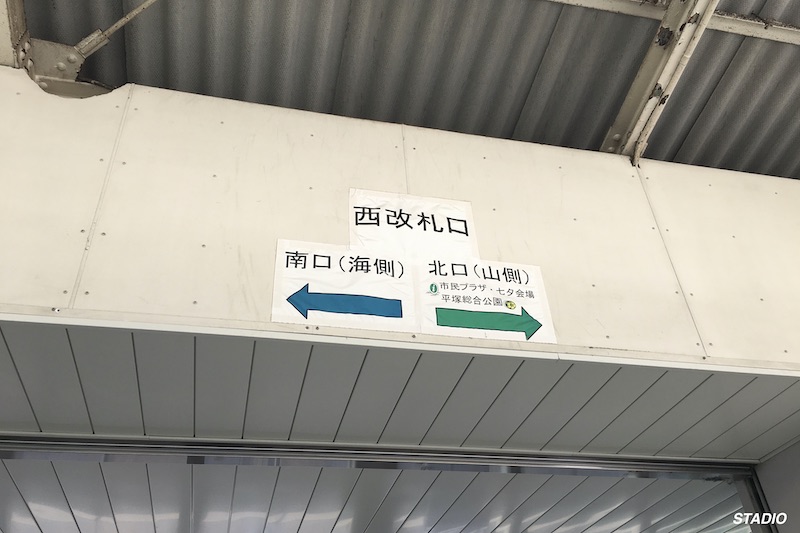 西改札口
南口(海側)
北口(山側)
市民プラザ・七夕会場
平塚総合公園
STADIO